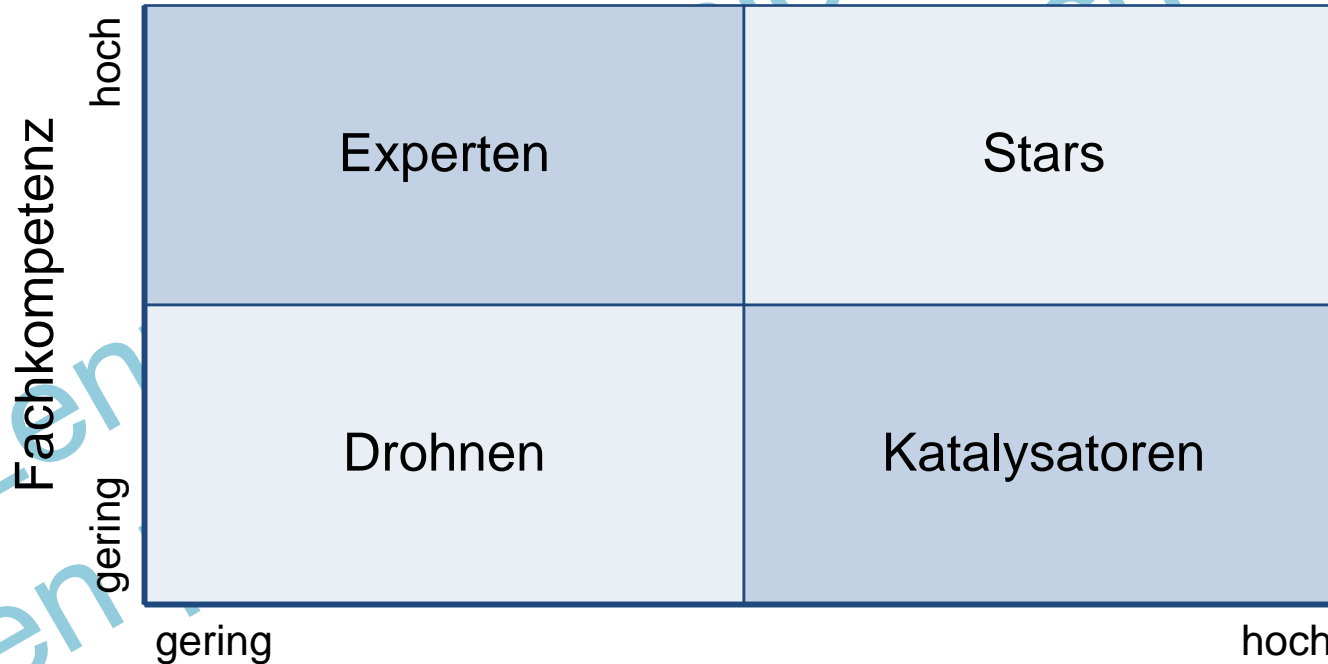 Fachkompetenz
hoch
Experten
Stars
gering
Drohnen
Katalysatoren
gering
hoch